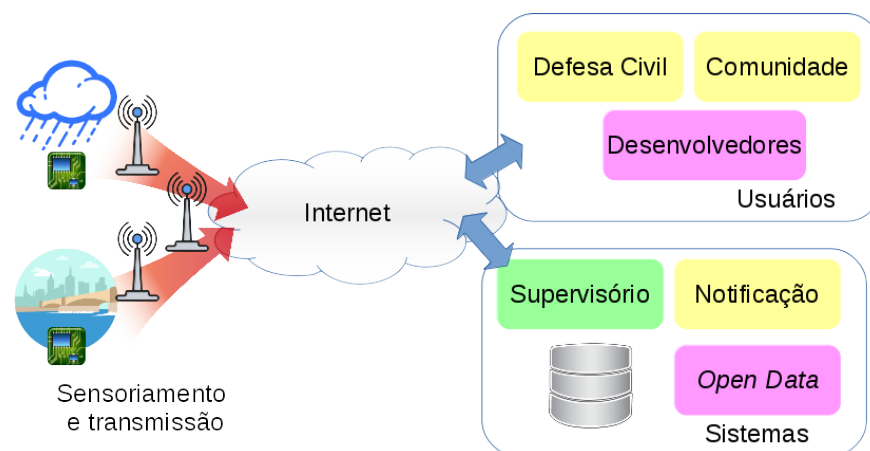 Defesa Civil
Comunidade
Desenvolvedores
Usuários
Internet
Supervisório
Notificação
Open Data
Sistemas
Sensoriamento
e transmissão